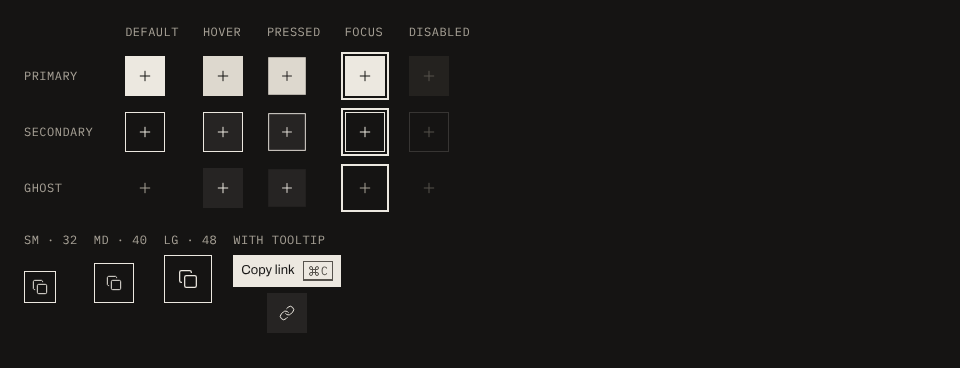 DEFAULT HOVER PRESSED FOCUS DISABLED
PRIMARY
SECONDARY
GHOST
SM · 32 MD · 40 LG · 48 WITH TOOLTIP
Copy link ⌘C